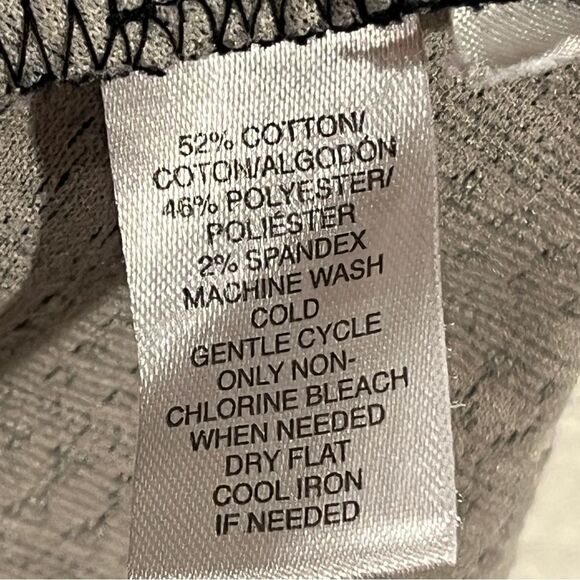 52% COTTON/
COTON/ALGODÓN
46% POLYESTER/
POLIÉSTER
2% SPANDEX
MACHINE WASH
COLD
GENTLE CYCLE
ONLY NON-
CHLORINE BLEACH
WHEN NEEDED
DRY FLAT
COOL IRON
IF NEEDED